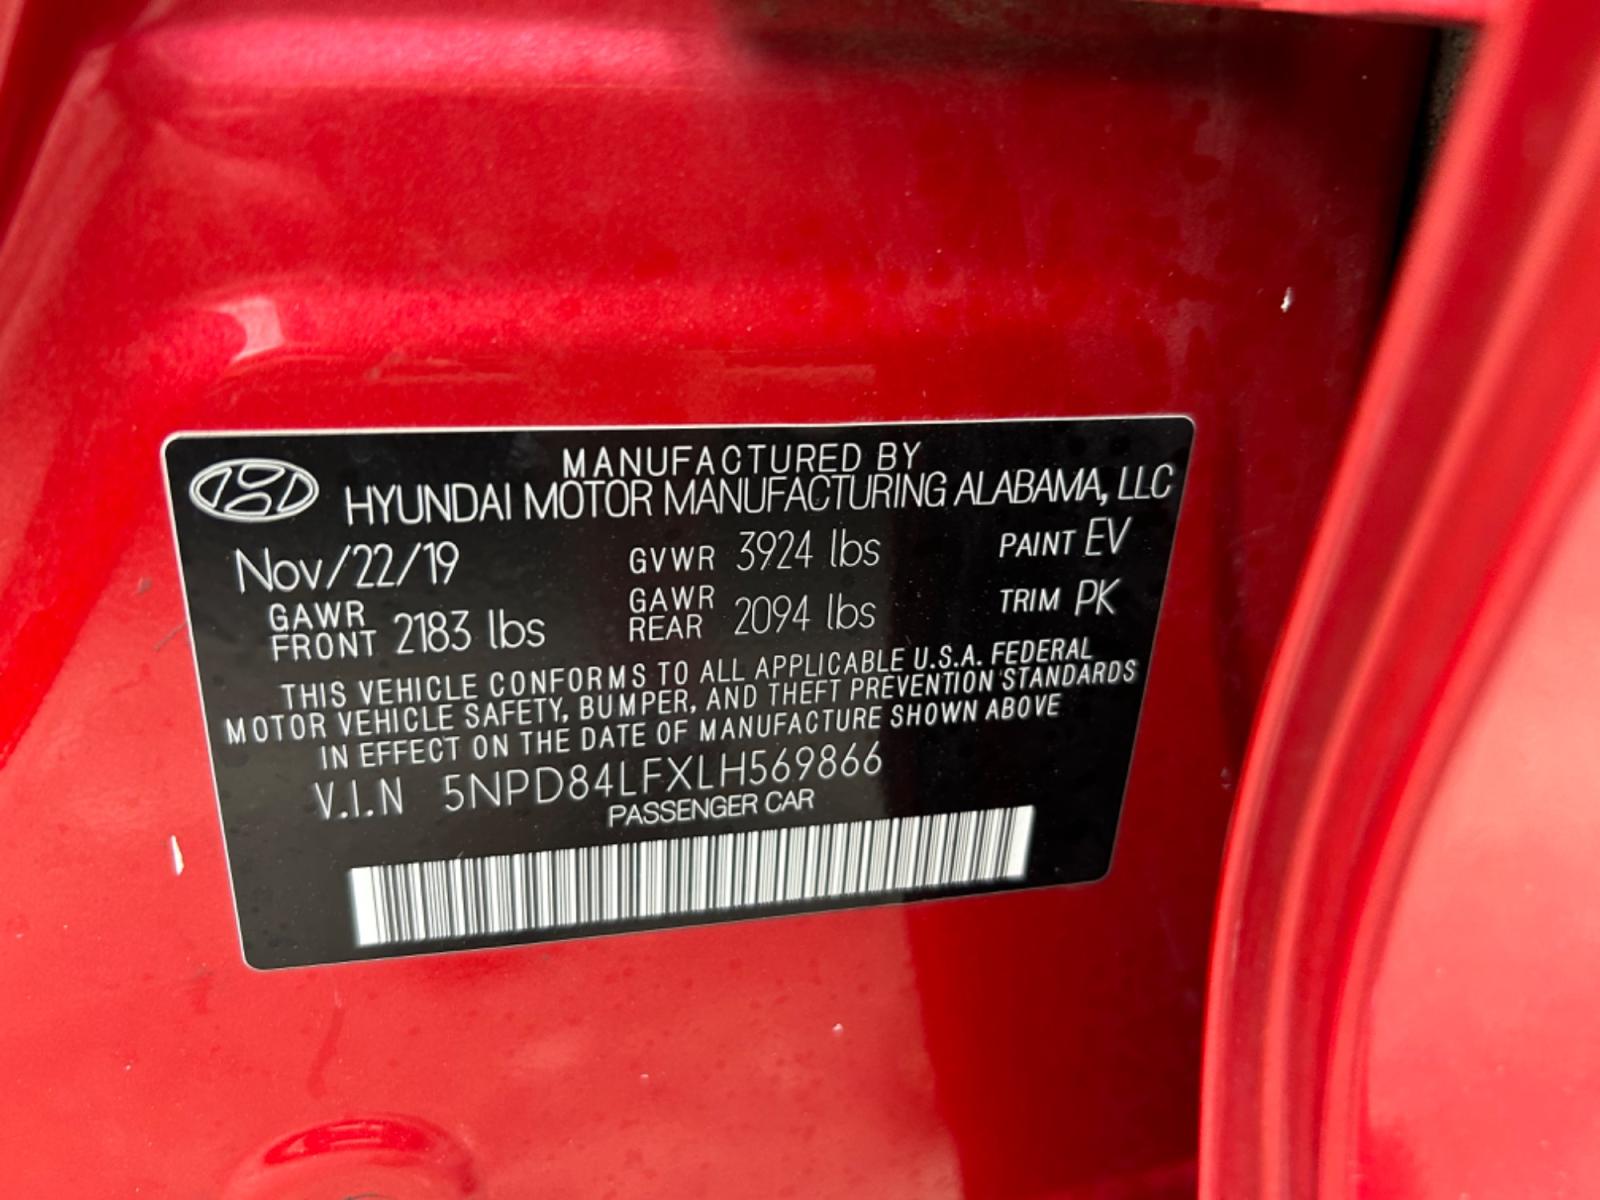 MANUFACTURED BY
HYUNDAI MOTOR MANUFACTURING ALABAMA, LLC
Nov/22/19 GVWR 3924 lbs PAINT EV
GAWR FRONT 2183 lbs GAWR REAR 2094 lbs TRIM PK
THIS VEHICLE CONFORMS TO ALL APPLICABLE U.S.A. FEDERAL
MOTOR VEHICLE SAFETY, BUMPER, AND THEFT PREVENTION STANDARDS
IN EFFECT ON THE DATE OF MANUFACTURE SHOWN ABOVE
V.I.N 5NPD84LFXLH569866
PASSENGER CAR